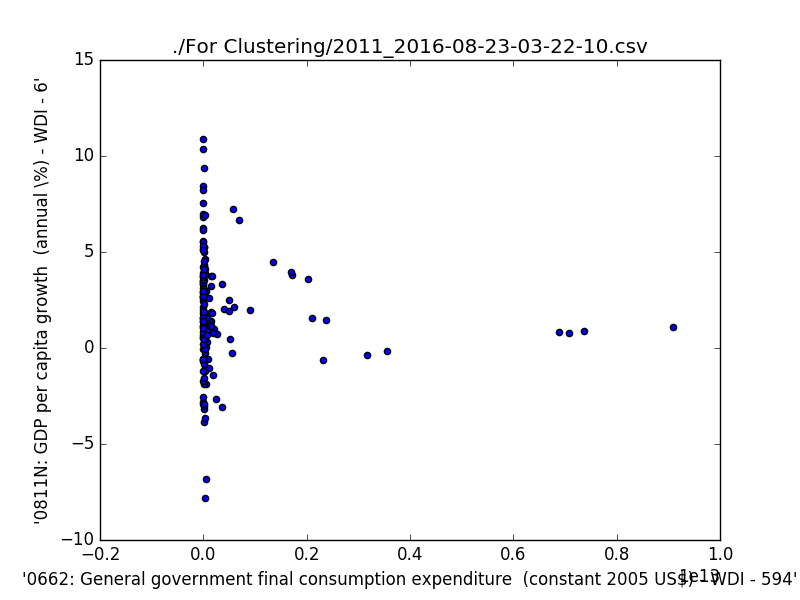 ./For Clustering/2011_2016-08-23-03-22-10.csv
'0811N: GDP per capita growth  (annual \%) - WDI - 6'
15
10
5
0
−5
−10
−0.2 0.0 0.2 0.4 0.6 0.8 1.0
1e13
'0662: General government final consumption expenditure  (constant 2005 US$) - WDI - 594'